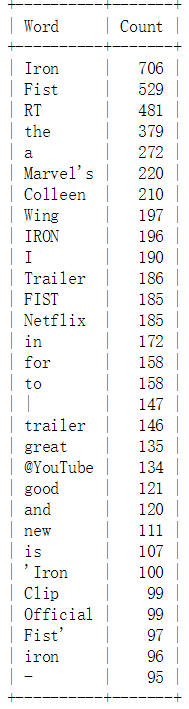 +-----------+-------+
| Word      | Count |
+-----------+-------+
| Iron      |   706 |
| Fist      |   529 |
| RT        |   481 |
| the       |   379 |
| a         |   272 |
| Marvel's  |   220 |
| Colleen   |   210 |
| Wing      |   197 |
| IRON      |   196 |
| I         |   190 |
| Trailer   |   186 |
| FIST      |   185 |
| Netflix   |   185 |
| in        |   172 |
| for       |   158 |
| to        |   158 |
| |         |   147 |
| trailer   |   146 |
| great     |   135 |
| @YouTube  |   134 |
| good      |   121 |
| and       |   120 |
| new       |   111 |
| is        |   107 |
| 'Iron     |   100 |
| Clip      |    99 |
| Official  |    99 |
| Fist'     |    97 |
| iron      |    96 |
| -         |    95 |
+-----------+-------+